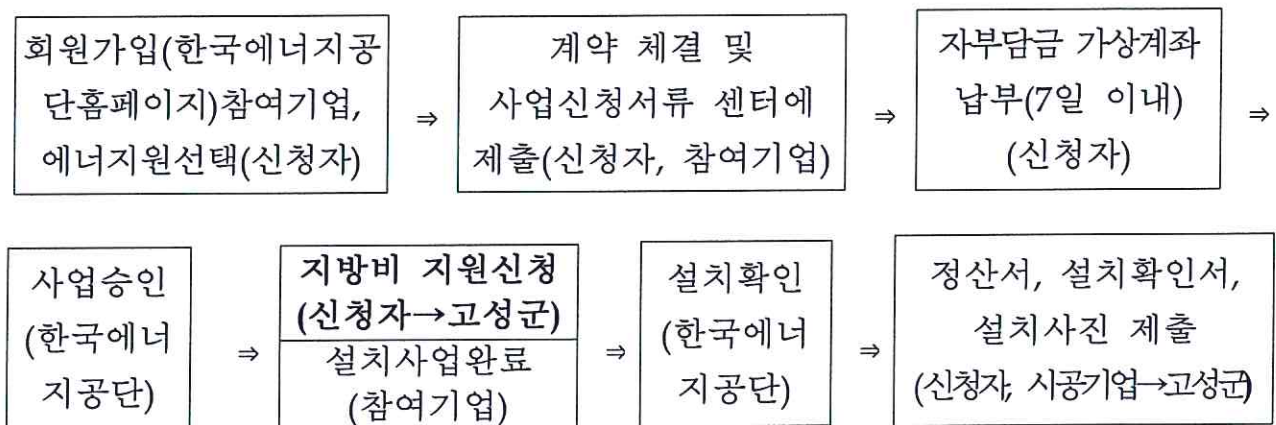 회원가입(한국에너지공
단홈페이지)참여기업,
에너지원선택(신청자)
⇒
계약 체결 및
사업신청서류 센터에
제출(신청자, 참여기업)
⇒
자부담금 가상계좌
납부(7일 이내)
(신청자)
⇒
사업승인
(한국에너
지공단)
⇒
지방비 지원신청
(신청자→고성군)
설치사업완료
(참여기업)
⇒
설치확인
(한국에너
지공단)
⇒
정산서, 설치확인서,
설치사진 제출
(신청자, 시공기업→고성군)